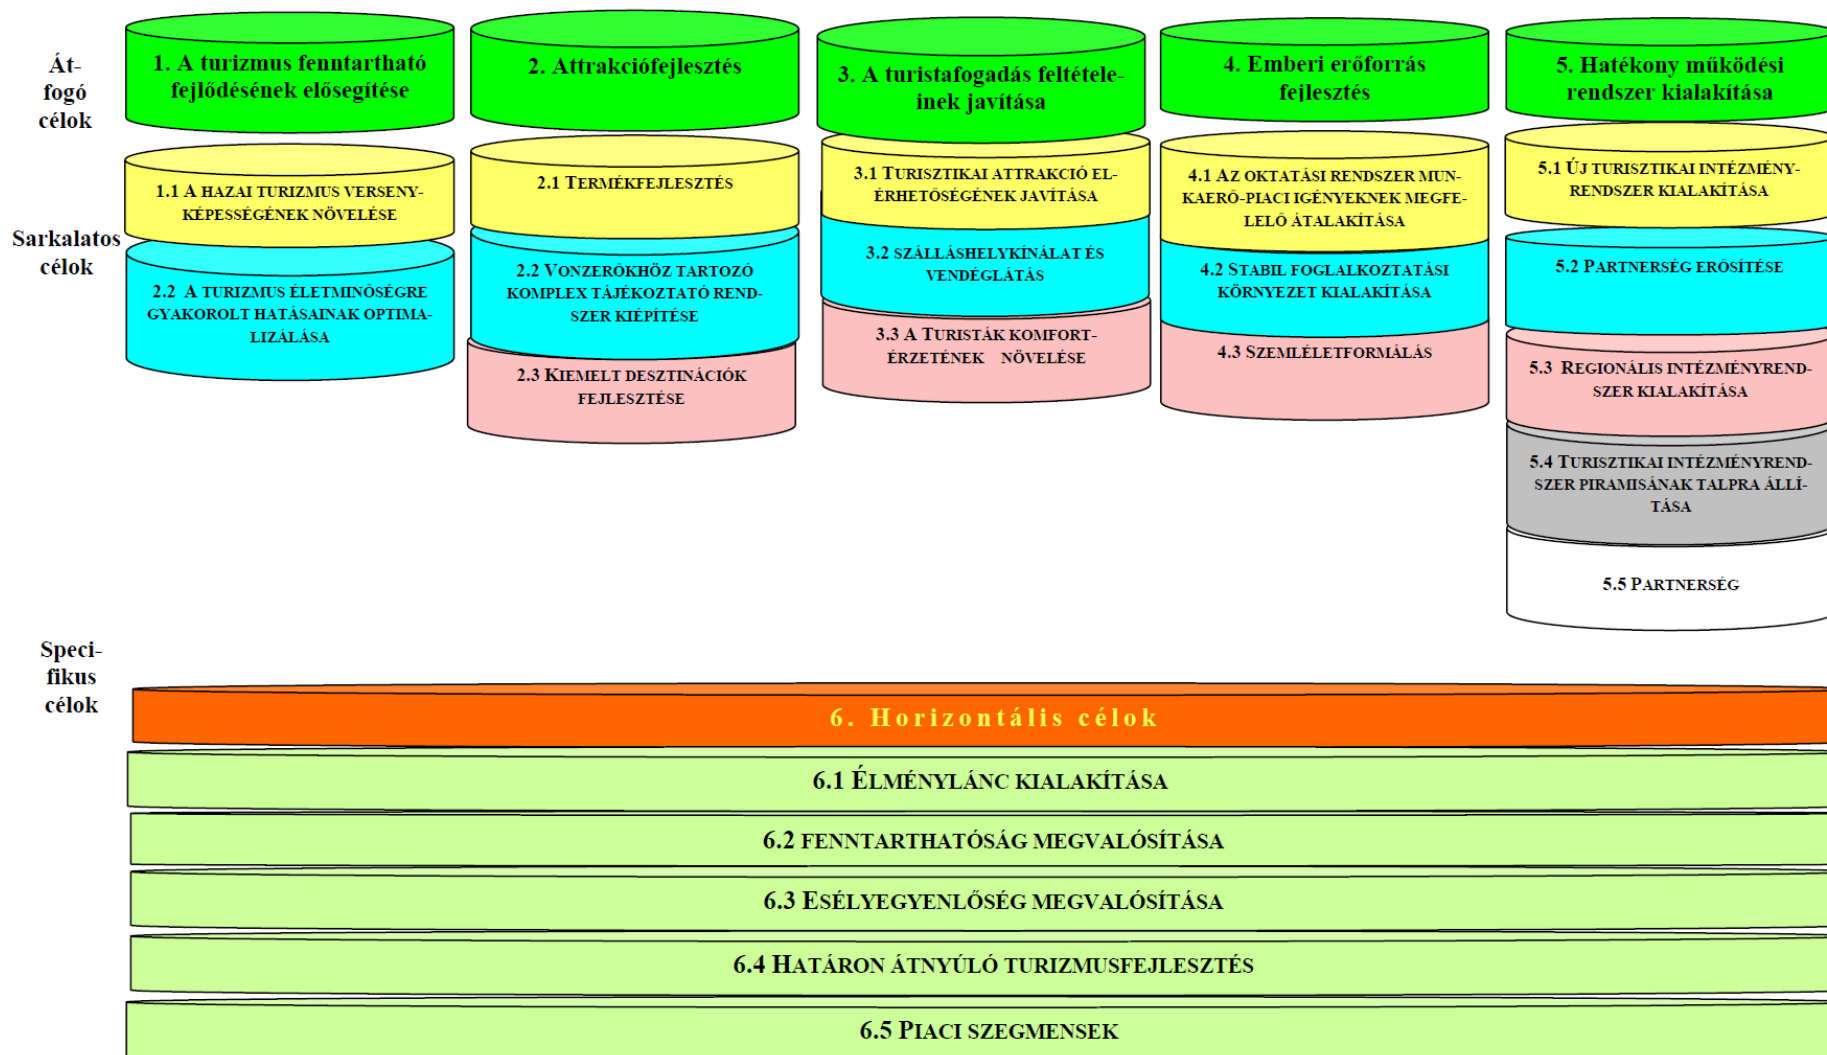 Át-
fogó
célok
1. A turizmus fenntartható
fejlődésének elősegítése
2. Attrakciófejlesztés
3. A turistafogadás feltétele-
inek javítása
4. Emberi erőforrás
fejlesztés
5. Hatékony működési
rendszer kialakítása
Sarkalatos
célok
1.1 A HAZAI TURIZMUS VERSENY-
KÉPESSÉGÉNEK NÖVELÉSE
2.2 A TURIZMUS ÉLETMINŐSÉGRE
GYAKOROLT HATÁSAINAK OPTIMA-
LIZÁLÁSA
2.1 TERMÉKFEJLESZTÉS
2.2 VONZERŐKHÖZ TARTOZÓ
KOMPLEX TÁJÉKOZTATÓ REND-
SZER KIÉPÍTÉSE
2.3 KIEMELT DESZTINÁCIÓK
FEJLESZTÉSE
3.1 TURISZTIKAI ATTRAKCIÓ EL-
ÉRHETŐSÉGÉNEK JAVÍTÁSA
3.2 SZÁLLÁSHELYKÍNÁLAT ÉS
VENDÉGLÁTÁS
3.3 A TURISTÁK KOMFORT-
ÉRZETÉNEK NÖVELÉSE
4.1 AZ OKTATÁSI RENDSZER MUN-
KAERŐ-PIACI IGÉNYEKNEK MEGFE-
LELŐ ÁTALAKÍTÁSA
4.2 STABIL FOGLALKOZTATÁSI
KÖRNYEZET KIALAKÍTÁSA
4.3 SZEMLÉLETFORMÁLÁS
5.1 ÚJ TURISZTIKAI INTÉZMÉNY-
RENDSZER KIALAKÍTÁSA
5.2 PARTNERSÉG ERŐSÍTÉSE
5.3 REGIONÁLIS INTÉZMÉNYREND-
SZER KIALAKÍTÁSA
5.4 TURISZTIKAI INTÉZMÉNYREND-
SZER PIRAMISÁNAK TALPRA ÁLLÍ-
TÁSA
5.5 PARTNERSÉG
Speci-
fikus
célok
6. Horizontális célok
6.1 ÉLMÉNYLÁNC KIALAKÍTÁSA
6.2 FENNTARTHATÓSÁG MEGVALÓSÍTÁSA
6.3 ESÉLYEGYENLŐSÉG MEGVALÓSÍTÁSA
6.4 HATÁRON ÁTNYÚLÓ TURIZMUSFEJLESZTÉS
6.5 PIACI SZEGMENSEK